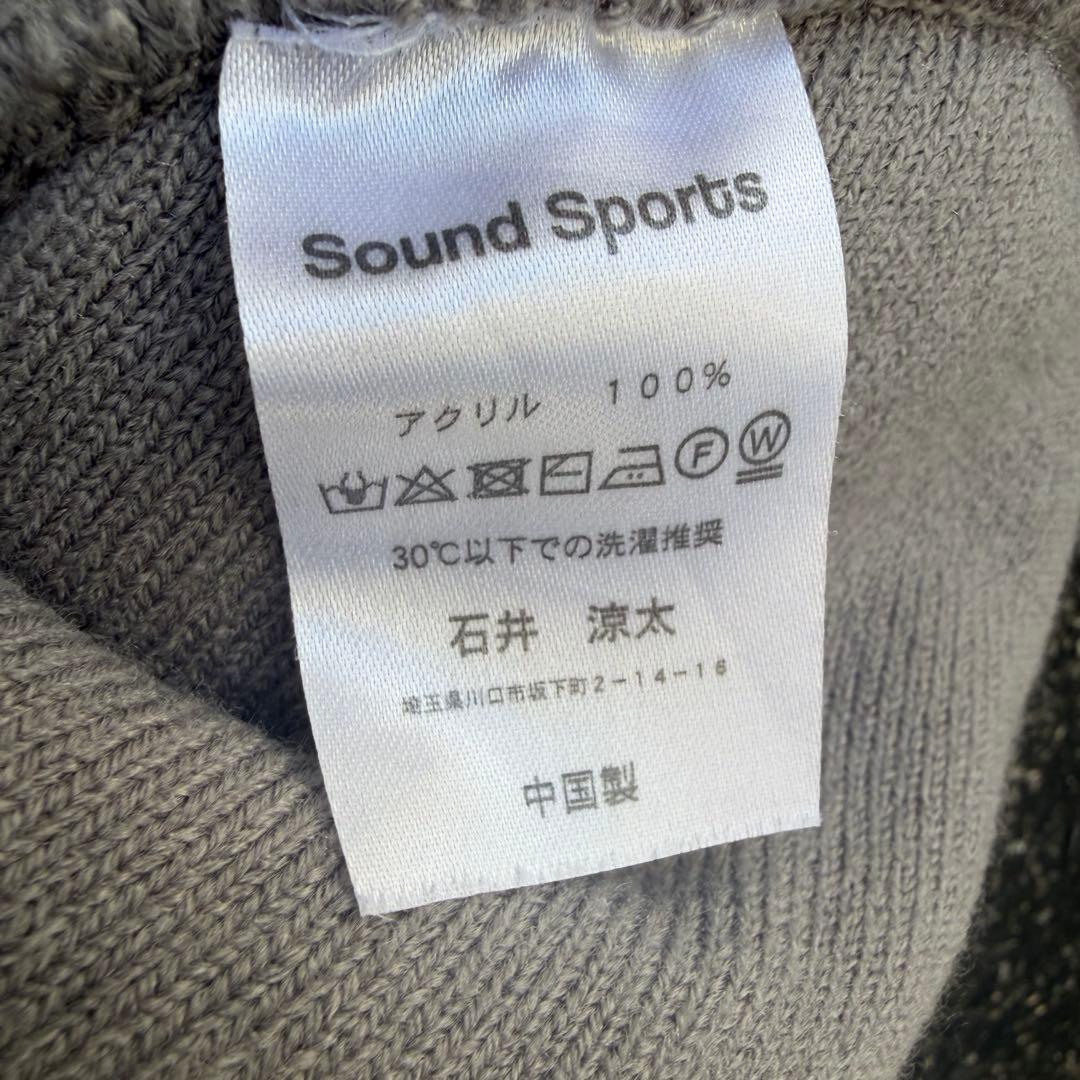 Sound Sports
アクリル　100%
F W
30℃以下での洗濯推奨
石井　涼太
埼玉県川口市坂下町2-14-16
中国製